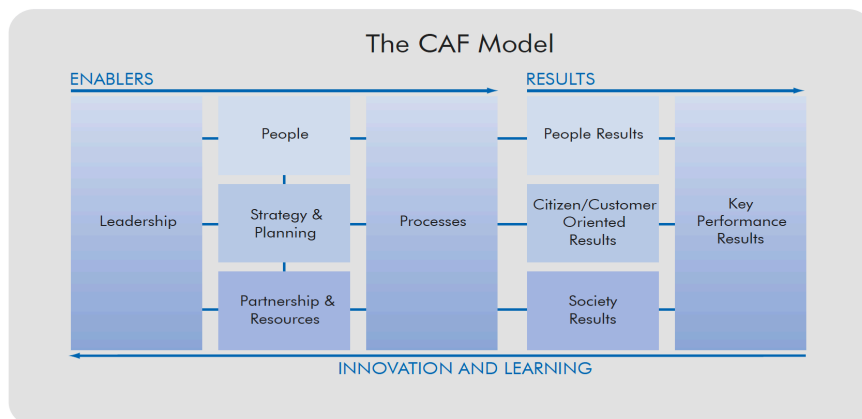 The CAF Model
ENABLERS
RESULTS
People
People Results
Leadership
Strategy &
Planning
Processes
Citizen/Customer
Oriented
Results
Key
Performance
Results
Partnership &
Resources
Society
Results
INNOVATION AND LEARNING